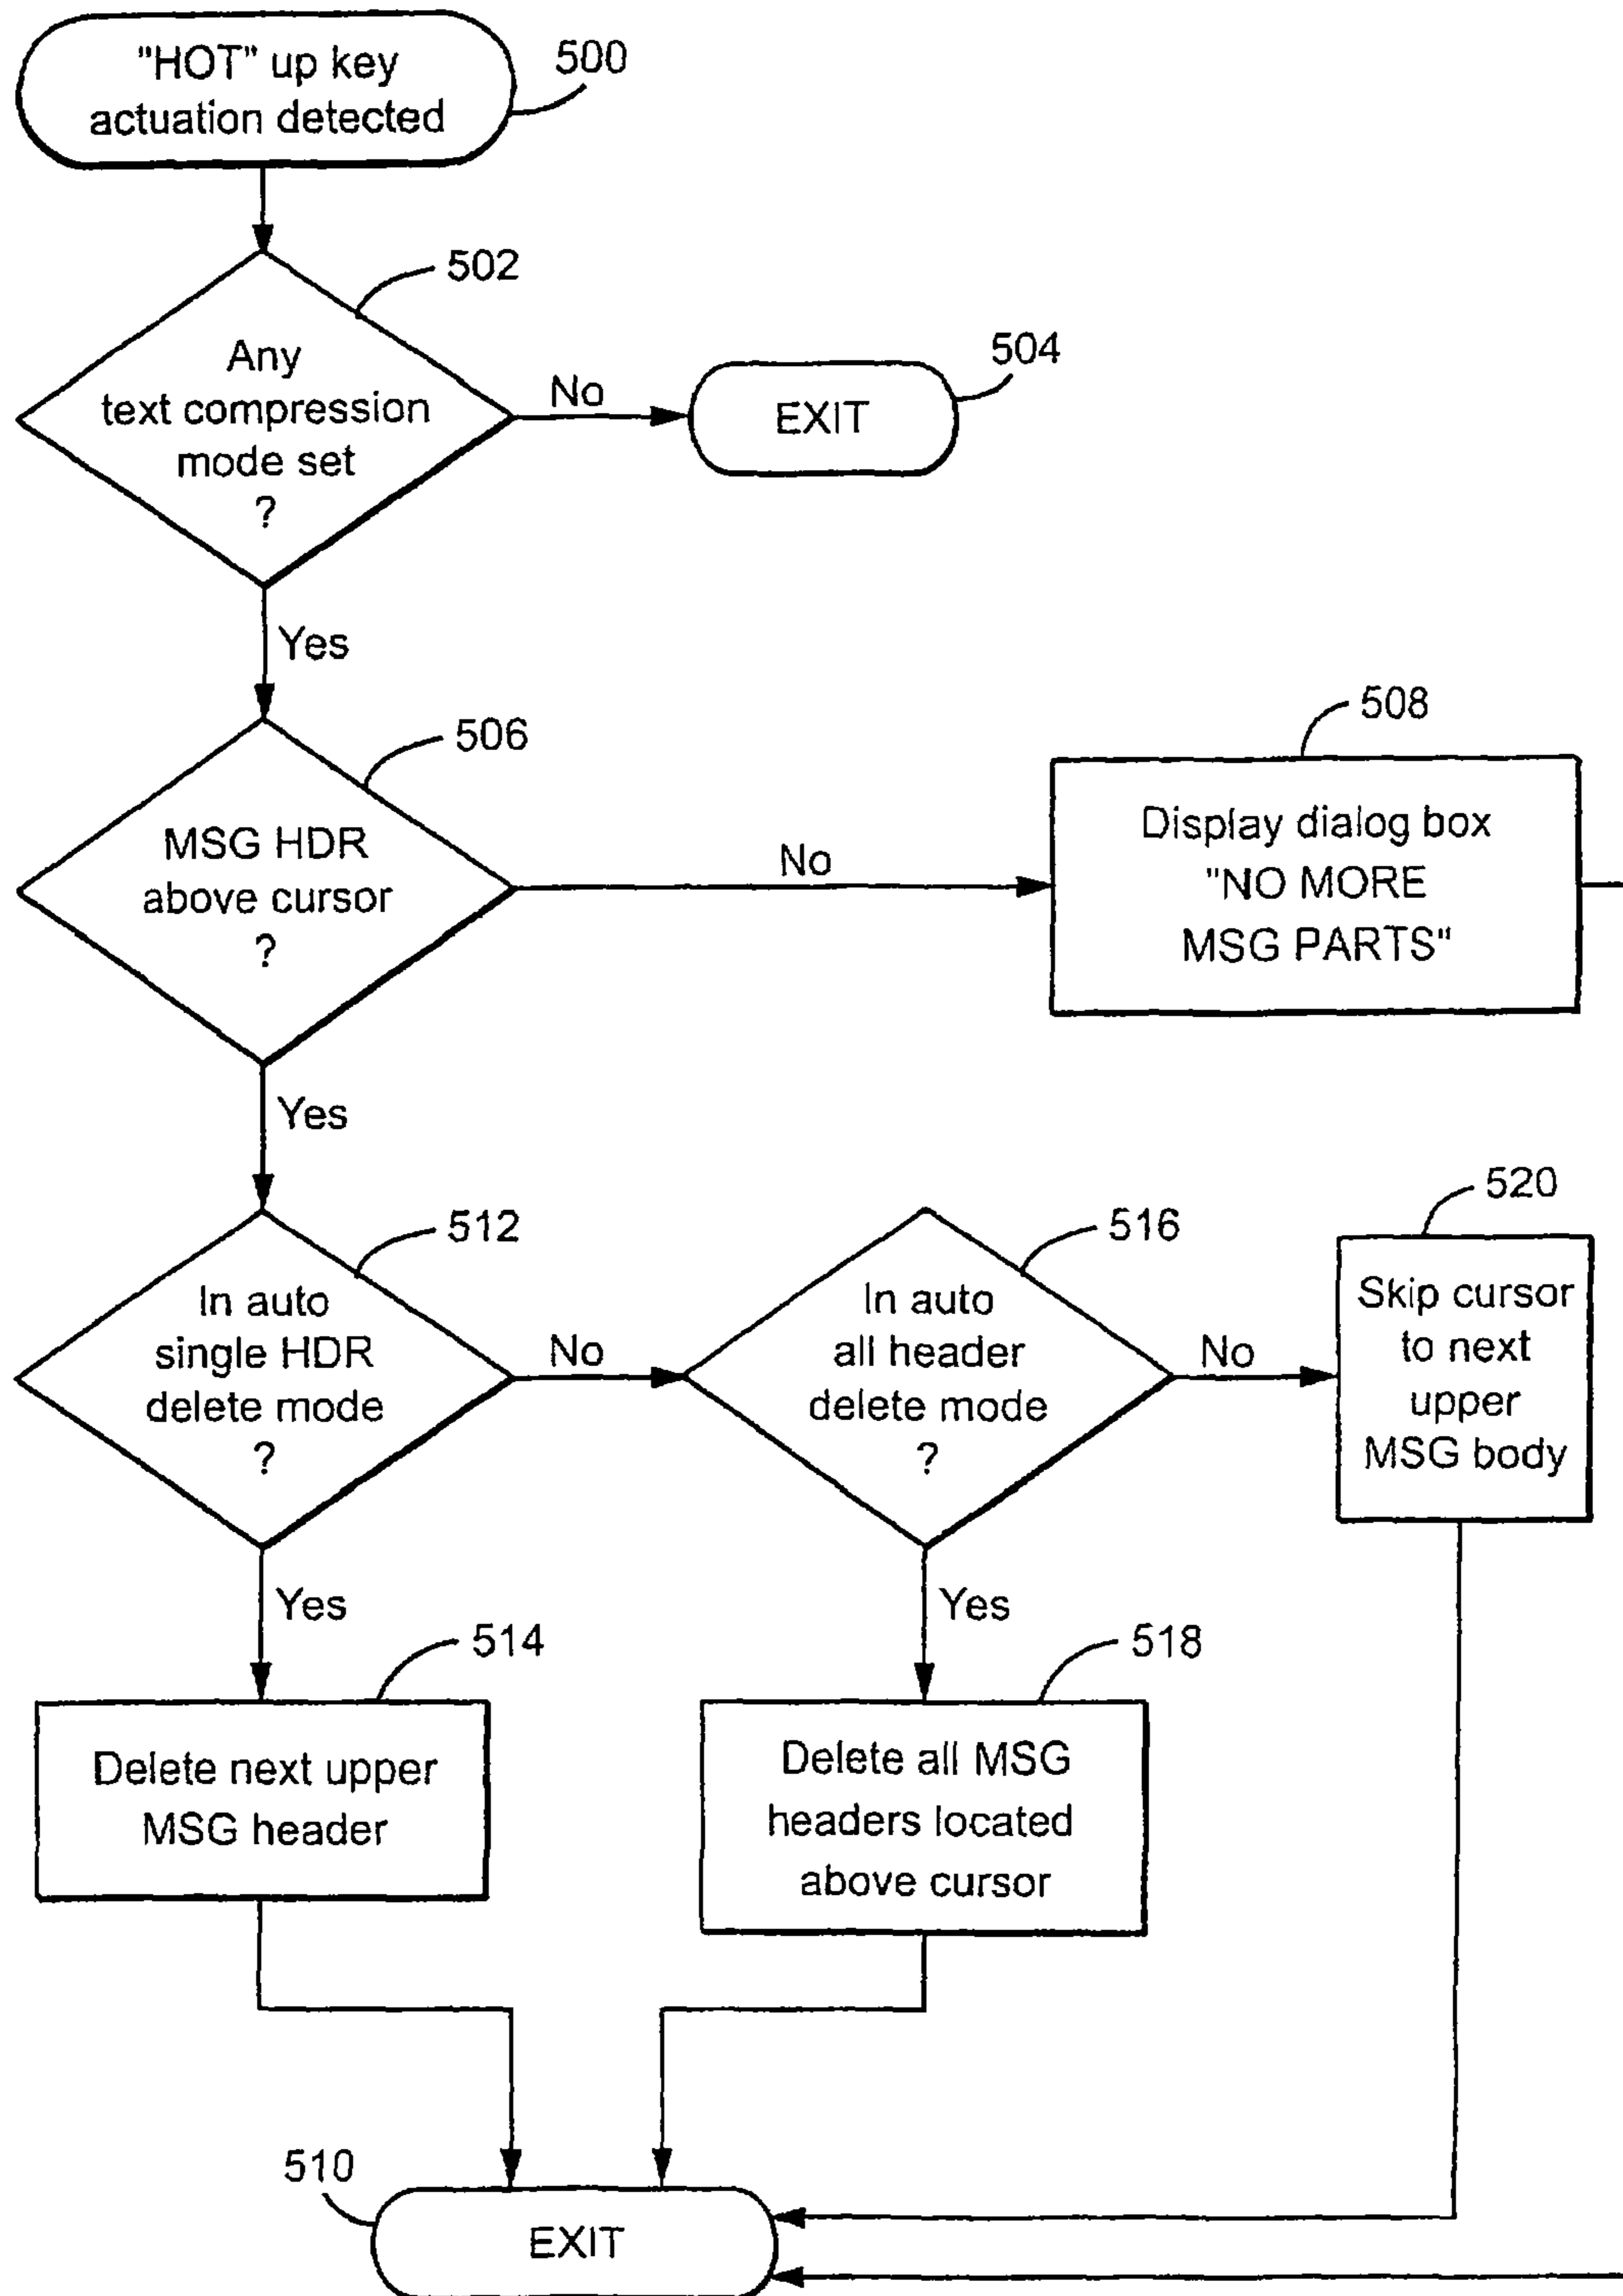 "HOT" up key
actuation detected
500
502
Any
text compression
mode set
?
No
504
EXIT
Yes
506
MSG HDR
above cursor
?
No
508
Display dialog box
"NO MORE
MSG PARTS"
Yes
512
In auto
single HDR
delete mode
?
No
516
In auto
all header
delete mode
?
No
520
Skip cursor
to next
upper
MSG body
Yes
514
Delete next upper
MSG header
Yes
518
Delete all MSG
headers located
above cursor
510
EXIT